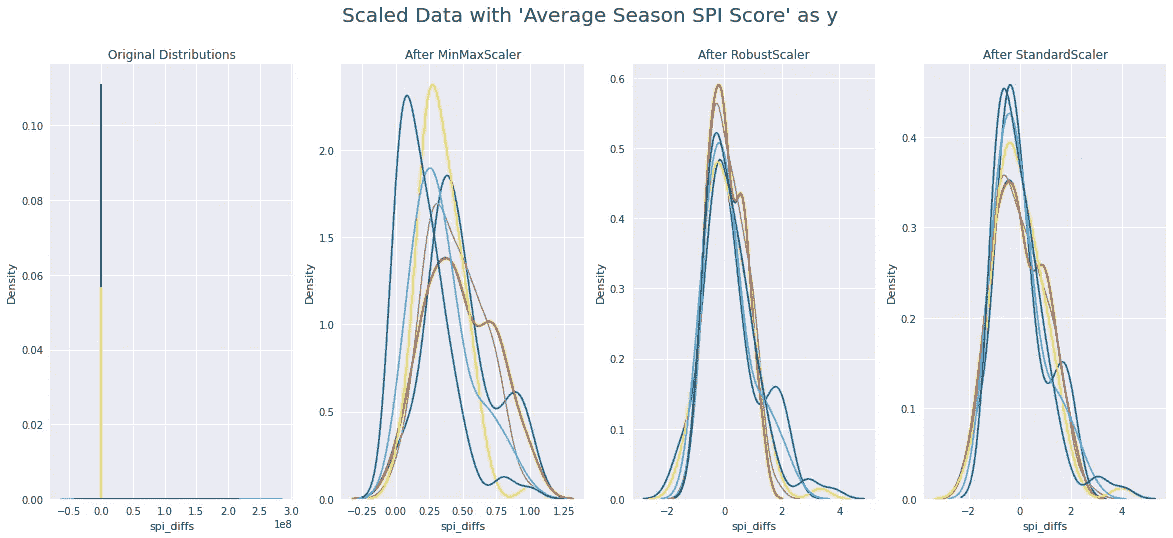 Scaled Data with 'Average Season SPI Score' as y
Original Distributions
Density
0.10
0.08
0.06
0.04
0.02
0.00
−0.5 0.0 0.5 1.0 1.5 2.0 2.5 3.0
1e8
spi_diffs
After MinMaxScaler
Density
2.0
1.5
1.0
0.5
0.0
−0.25 0.00 0.25 0.50 0.75 1.00 1.25
spi_diffs
After RobustScaler
Density
0.6
0.5
0.4
0.3
0.2
0.1
0.0
−2 0 2 4
spi_diffs
After StandardScaler
Density
0.4
0.3
0.2
0.1
0.0
−2 0 2 4
spi_diffs